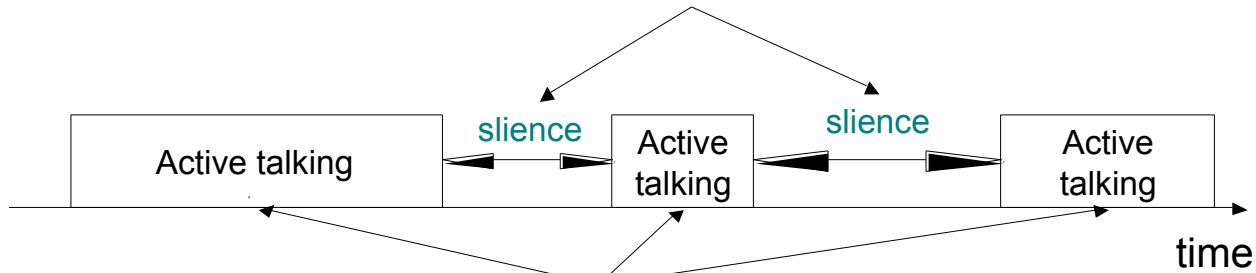 slience
slience
Active talking
Active
talking
Active
talking
time